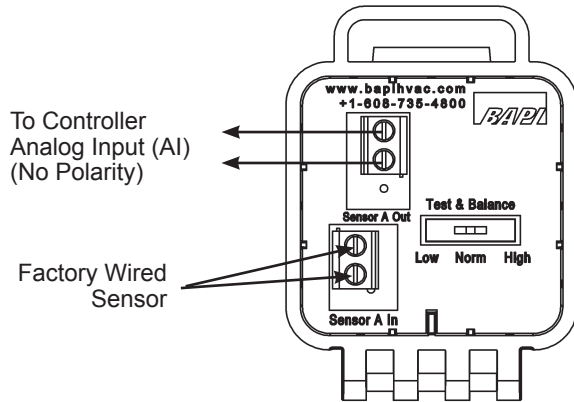 www.bapihvac.com
+1-608-735-4800
BAPI
To Controller
Analog Input (AI)
(No Polarity)
Sensor A Out
Test & Balance
Low Norm High
Factory Wired
Sensor
Sensor A In